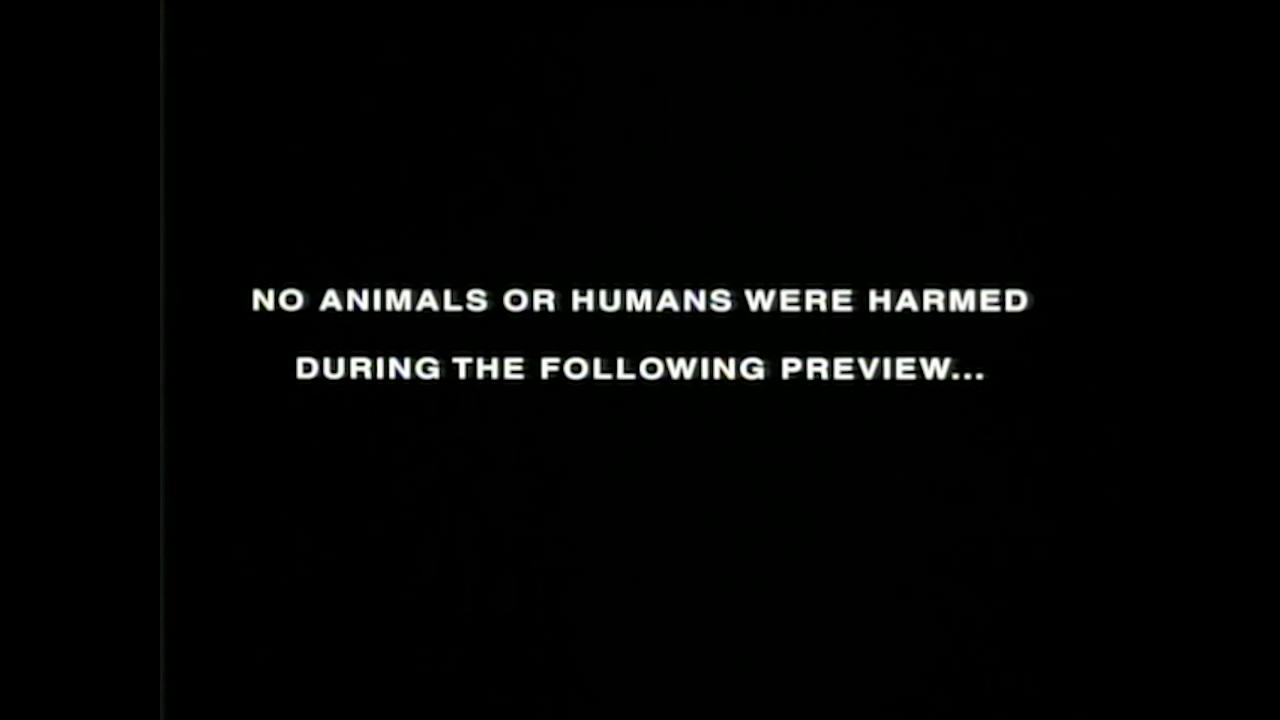 NO ANIMALS OR HUMANS WERE HARMED
DURING THE FOLLOWING PREVIEW...